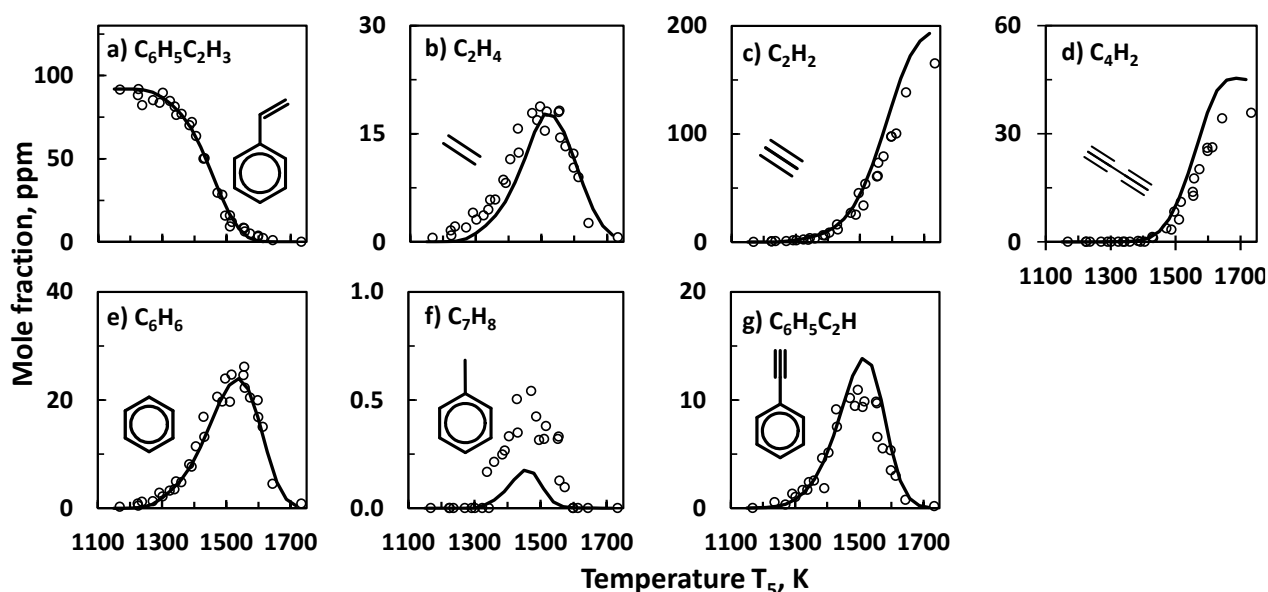 30
200
60
a) C₆H₅C₂H₃
b) C₂H₄
c) C₂H₂
d) C₄H₂
100
50
0
15
0
100
0
30
0
1100 1300 1500 1700
Mole fraction, ppm
40
1.0
20
e) C₆H₆
f) C₇H₈
g) C₆H₅C₂H
20
0.5
10
0
0.0
0
1100 1300 1500 1700
1100 1300 1500 1700
1100 1300 1500 1700
Temperature T₅, K